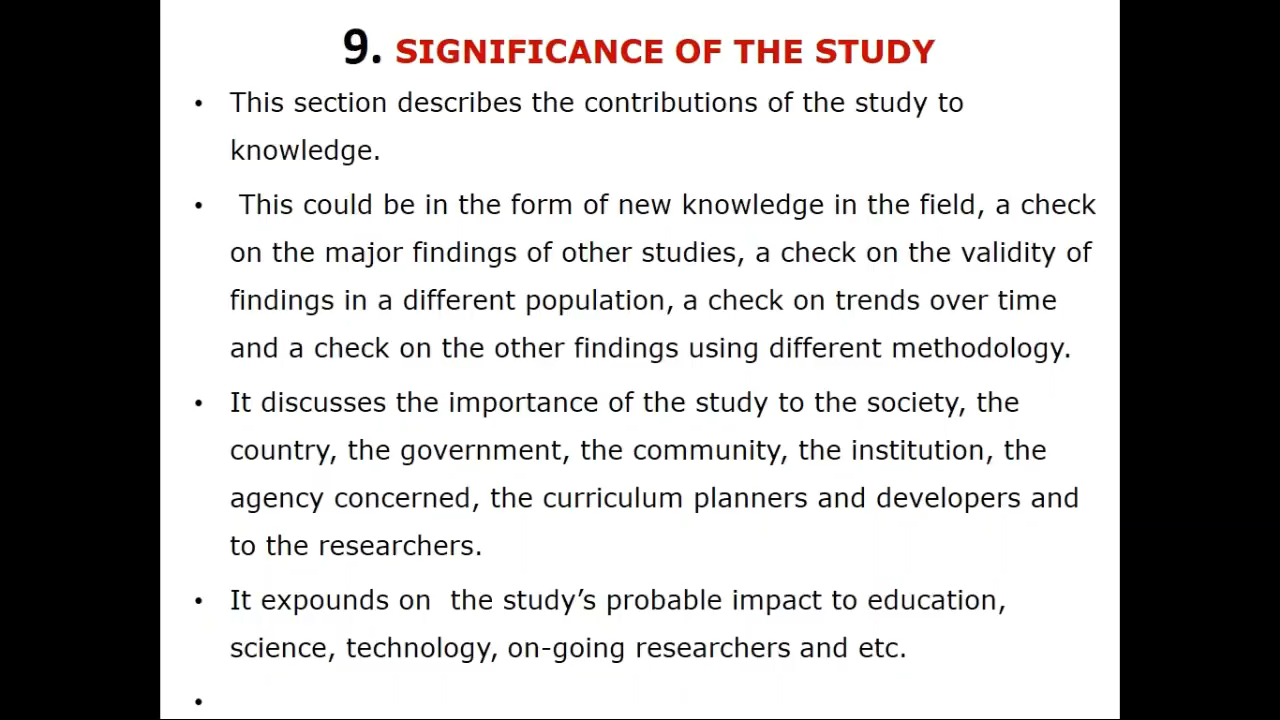 9. SIGNIFICANCE OF THE STUDY
• This section describes the contributions of the study to
knowledge.
• This could be in the form of new knowledge in the field, a check
on the major findings of other studies, a check on the validity of
findings in a different population, a check on trends over time
and a check on the other findings using different methodology.
• It discusses the importance of the study to the society, the
country, the government, the community, the institution, the
agency concerned, the curriculum planners and developers and
to the researchers.
• It expounds on  the study’s probable impact to education,
science, technology, on-going researchers and etc.
•